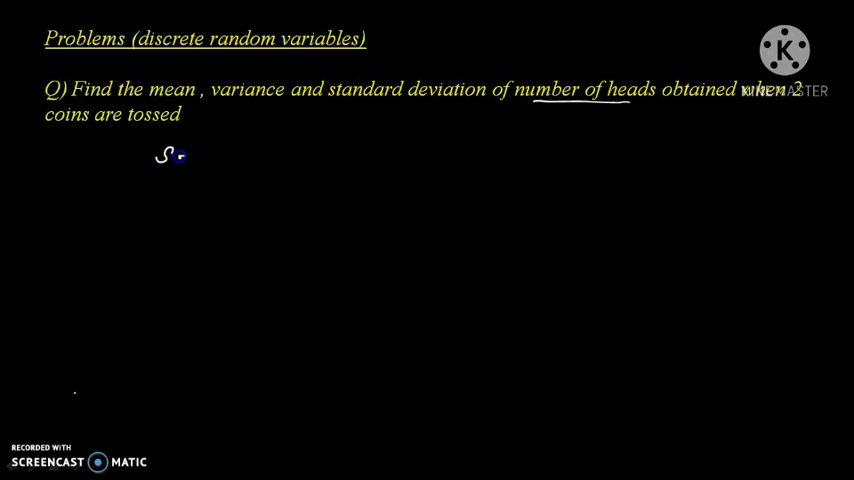 Problems (discrete random variables)
Q) Find the mean , variance and standard deviation of number of heads obtained when 2
coins are tossed
K
KINEMASTER
S
RECORDED WITH
SCREENCAST MATIC